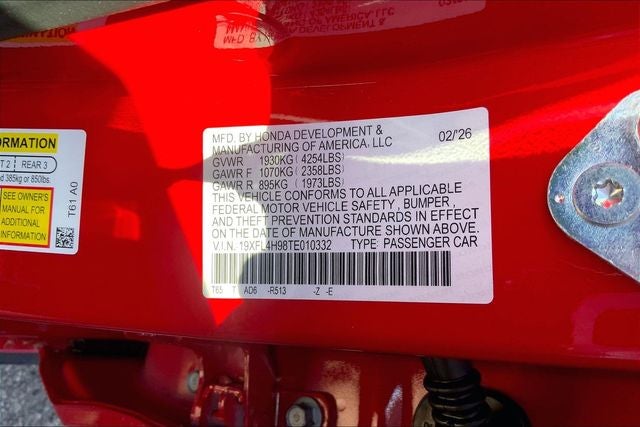 MFD. BY HONDA DEVELOPMENT &
MANUFACTURING OF AMERICA, LLC
02/'26
GVWR 1930KG ( 4254LBS)
GAWR F 1070KG ( 2358LBS)
GAWR R 895KG ( 1973LBS)
THIS VEHICLE CONFORMS TO ALL APPLICABLE
FEDERAL MOTOR VEHICLE SAFETY , BUMPER ,
AND THEFT PREVENTION STANDARDS IN EFFECT
ON THE DATE OF MANUFACTURE SHOWN ABOVE.
V.I.N. 19XFL4H98TE010332 TYPE: PASSENGER CAR
T65 T AD6 -R513 -Z -E
ORMATION
T 2 REAR 3
d 385kg or 850lbs.
SEE OWNER'S
MANUAL FOR
ADDITIONAL
INFORMATION
T61 A0